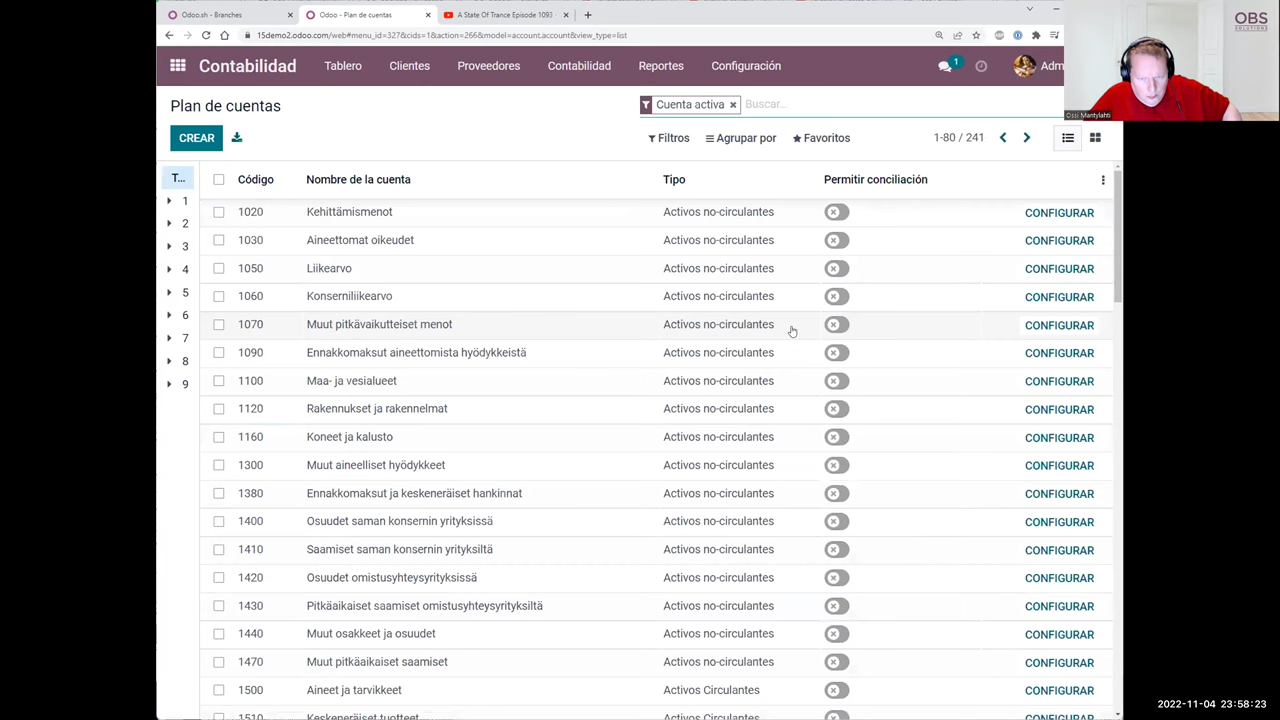 Odoo.sh - Branches
Odoo - Plan de cuentas
A State Of Trance Episode 1093
15demo2.odoo.com/web#menu_id=327&cids=1&action=266&model=account.account&view_type=list
OBS
SOLUTIONS
Contabilidad Tablero Clientes Proveedores Contabilidad Reportes Configuración 1 Adm
Ossi Mantylahti
Plan de cuentas
Cuenta activa
Buscar...
CREAR
Filtros Agrupar por Favoritos 1-80 / 241
T...
1
2
3
4
5
6
7
8
9
Código Nombre de la cuenta Tipo Permitir conciliación
1020 Kehittämismenot Activos no-circulantes CONFIGURAR
1030 Aineettomat oikeudet Activos no-circulantes CONFIGURAR
1050 Liikearvo Activos no-circulantes CONFIGURAR
1060 Konserniliikearvo Activos no-circulantes CONFIGURAR
1070 Muut pitkävaikutteiset menot Activos no-circulantes CONFIGURAR
1090 Ennakkomaksut aineettomista hyödykkeistä Activos no-circulantes CONFIGURAR
1100 Maa- ja vesialueet Activos no-circulantes CONFIGURAR
1120 Rakennukset ja rakennelmat Activos no-circulantes CONFIGURAR
1160 Koneet ja kalusto Activos no-circulantes CONFIGURAR
1300 Muut aineelliset hyödykkeet Activos no-circulantes CONFIGURAR
1380 Ennakkomaksut ja keskeneräiset hankinnat Activos no-circulantes CONFIGURAR
1400 Osuudet saman konsernin yrityksissä Activos no-circulantes CONFIGURAR
1410 Saamiset saman konsernin yrityksiltä Activos no-circulantes CONFIGURAR
1420 Osuudet omistusyhteysyrityksissä Activos no-circulantes CONFIGURAR
1430 Pitkäaikaiset saamiset omistusyhteysyrityksiltä Activos no-circulantes CONFIGURAR
1440 Muut osakkeet ja osuudet Activos no-circulantes CONFIGURAR
1470 Muut pitkäaikaiset saamiset Activos no-circulantes CONFIGURAR
1500 Aineet ja tarvikkeet Activos Circulantes CONFIGURAR
1510 Keskeneräiset tuotteet Activos Circulantes CONFIGURAR
2022-11-04 23:58:23